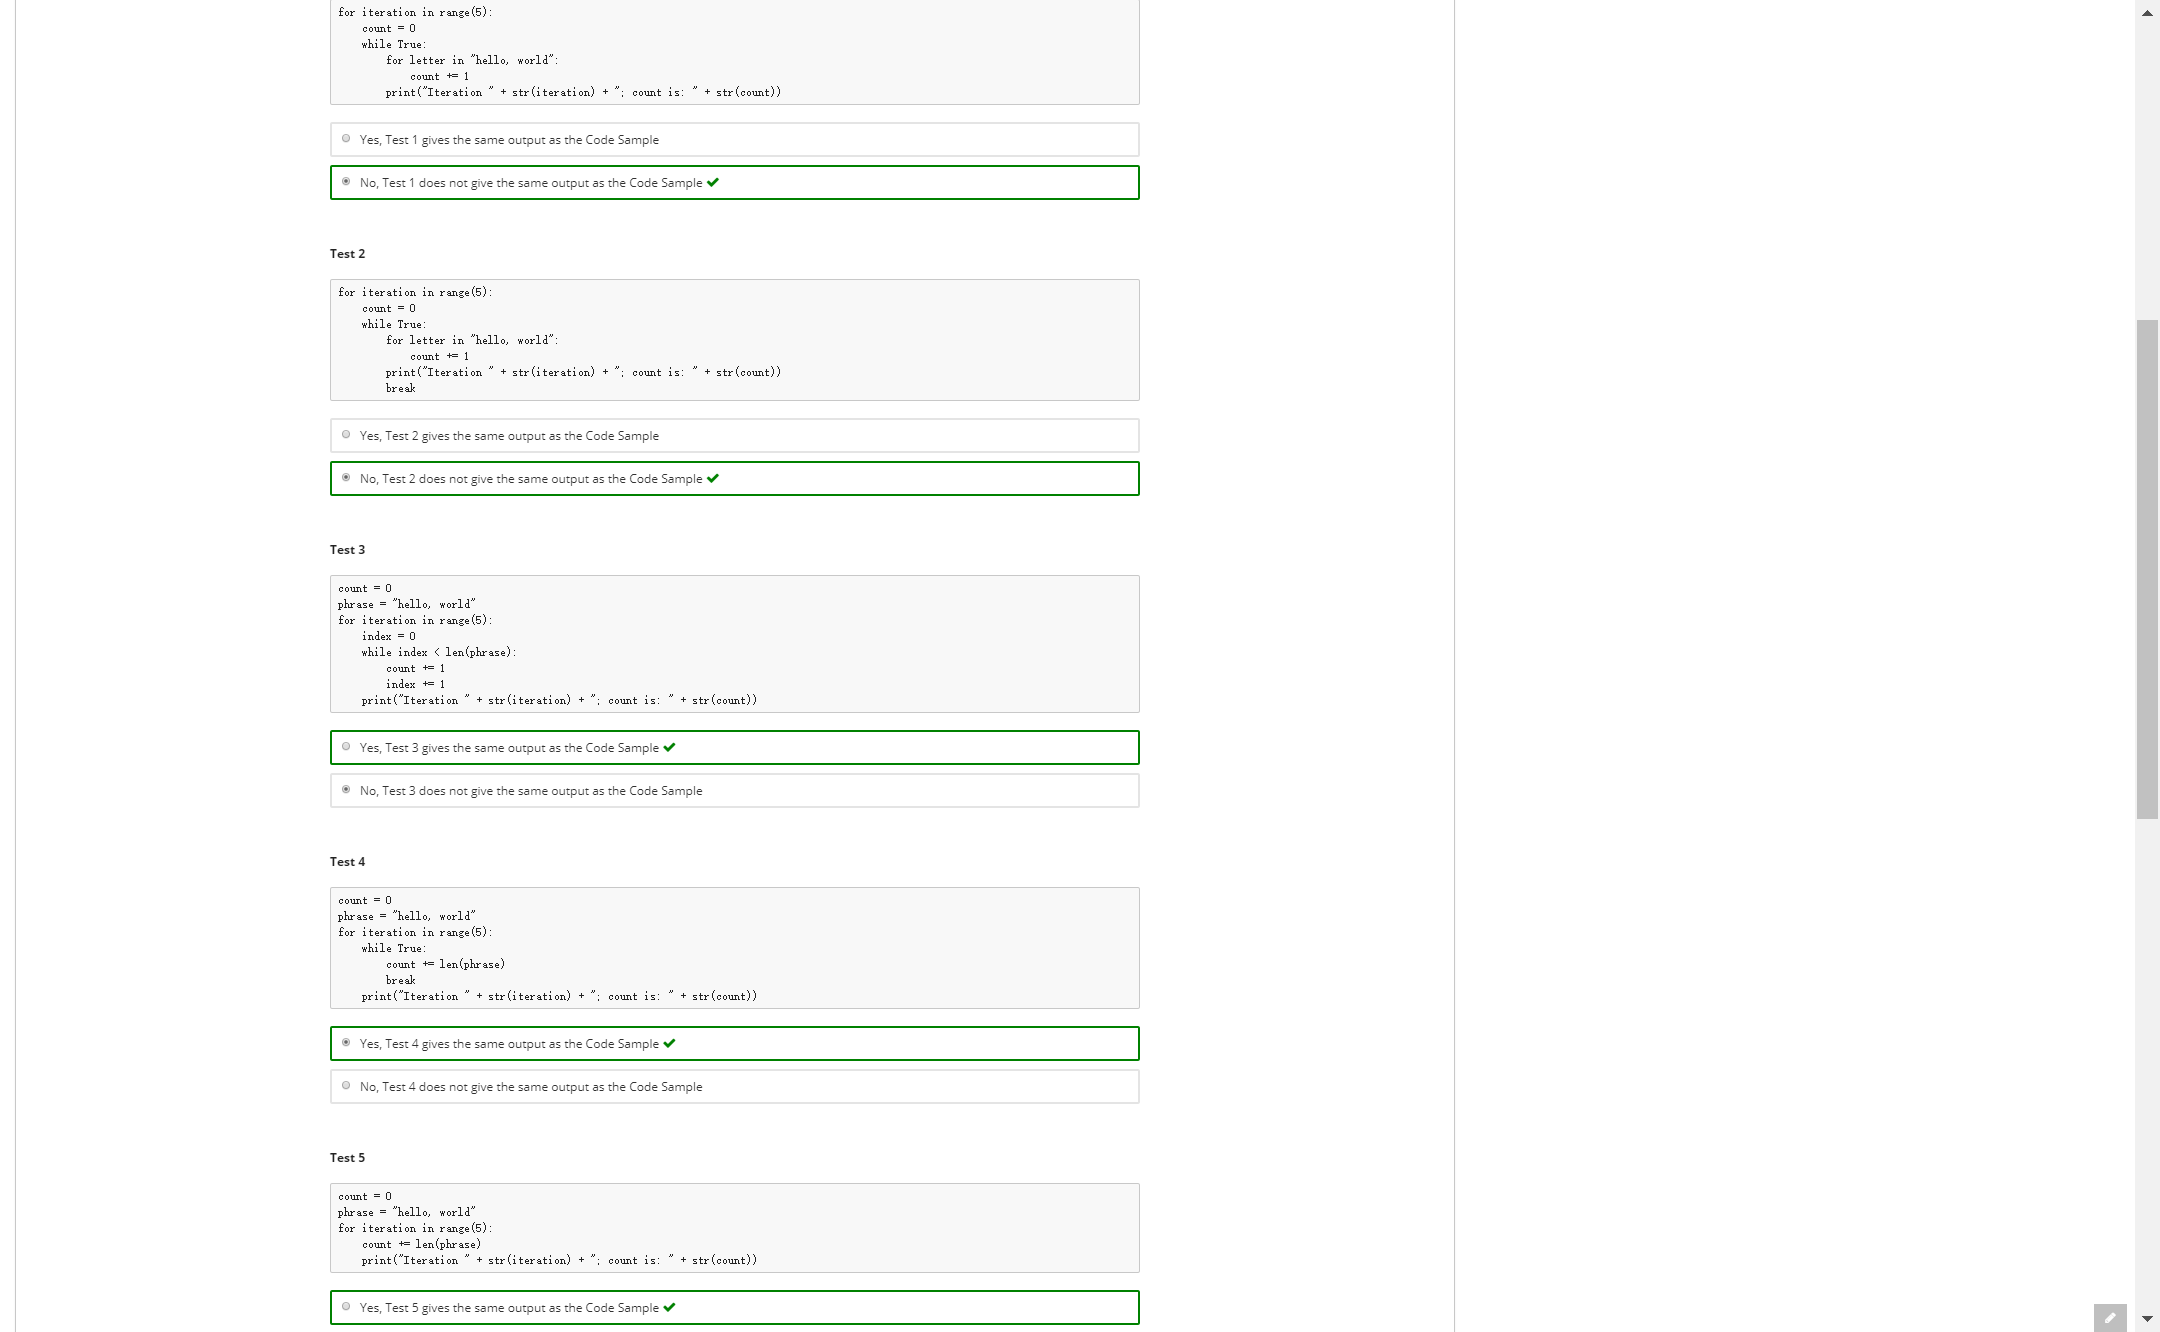 for iteration in range(5):
    count = 0
    while True:
        for letter in "hello, world":
            count += 1
        print("Iteration " + str(iteration) + "; count is: " + str(count))
Yes, Test 1 gives the same output as the Code Sample
No, Test 1 does not give the same output as the Code Sample
Test 2
for iteration in range(5):
    count = 0
    while True:
        for letter in "hello, world":
            count += 1
        print("Iteration " + str(iteration) + "; count is: " + str(count))
        break
Yes, Test 2 gives the same output as the Code Sample
No, Test 2 does not give the same output as the Code Sample
Test 3
count = 0
phrase = "hello, world"
for iteration in range(5):
    index = 0
    while index < len(phrase):
        count += 1
        index += 1
    print("Iteration " + str(iteration) + "; count is: " + str(count))
Yes, Test 3 gives the same output as the Code Sample
No, Test 3 does not give the same output as the Code Sample
Test 4
count = 0
phrase = "hello, world"
for iteration in range(5):
    while True:
        count += len(phrase)
        break
    print("Iteration " + str(iteration) + "; count is: " + str(count))
Yes, Test 4 gives the same output as the Code Sample
No, Test 4 does not give the same output as the Code Sample
Test 5
count = 0
phrase = "hello, world"
for iteration in range(5):
    count += len(phrase)
    print("Iteration " + str(iteration) + "; count is: " + str(count))
Yes, Test 5 gives the same output as the Code Sample